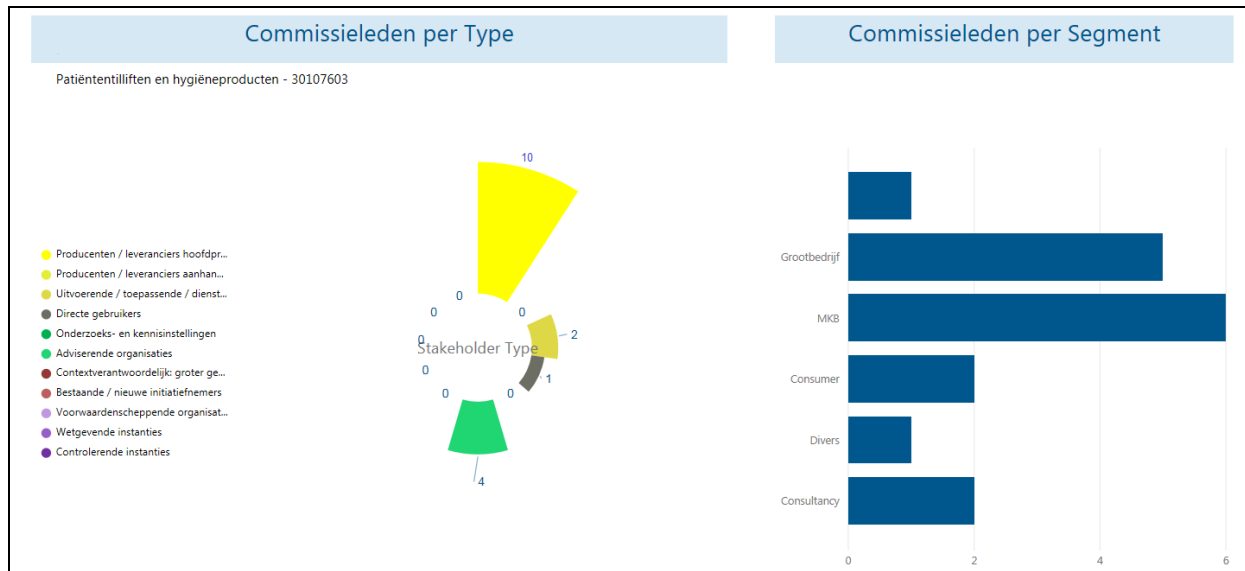 Commissieleden per Type
Patiëntentilliften en hygiëneproducten - 30107603
10
0
0
0
0
2
Stakeholder Type
0
1
0
0
4
Producenten / leveranciers hoofdpr...
Producenten / leveranciers aanhan...
Uitvoerende / toepassende / dienst...
Directe gebruikers
Onderzoeks- en kennisinstellingen
Adviserende organisaties
Contextverantwoordelijk: groter ge...
Bestaande / nieuwe initiatiefnemers
Voorwaardenscheppende organisat...
Wetgevende instanties
Controlerende instanties
Commissieleden per Segment
Grootbedrijf
MKB
Consumer
Divers
Consultancy
0
2
4
6